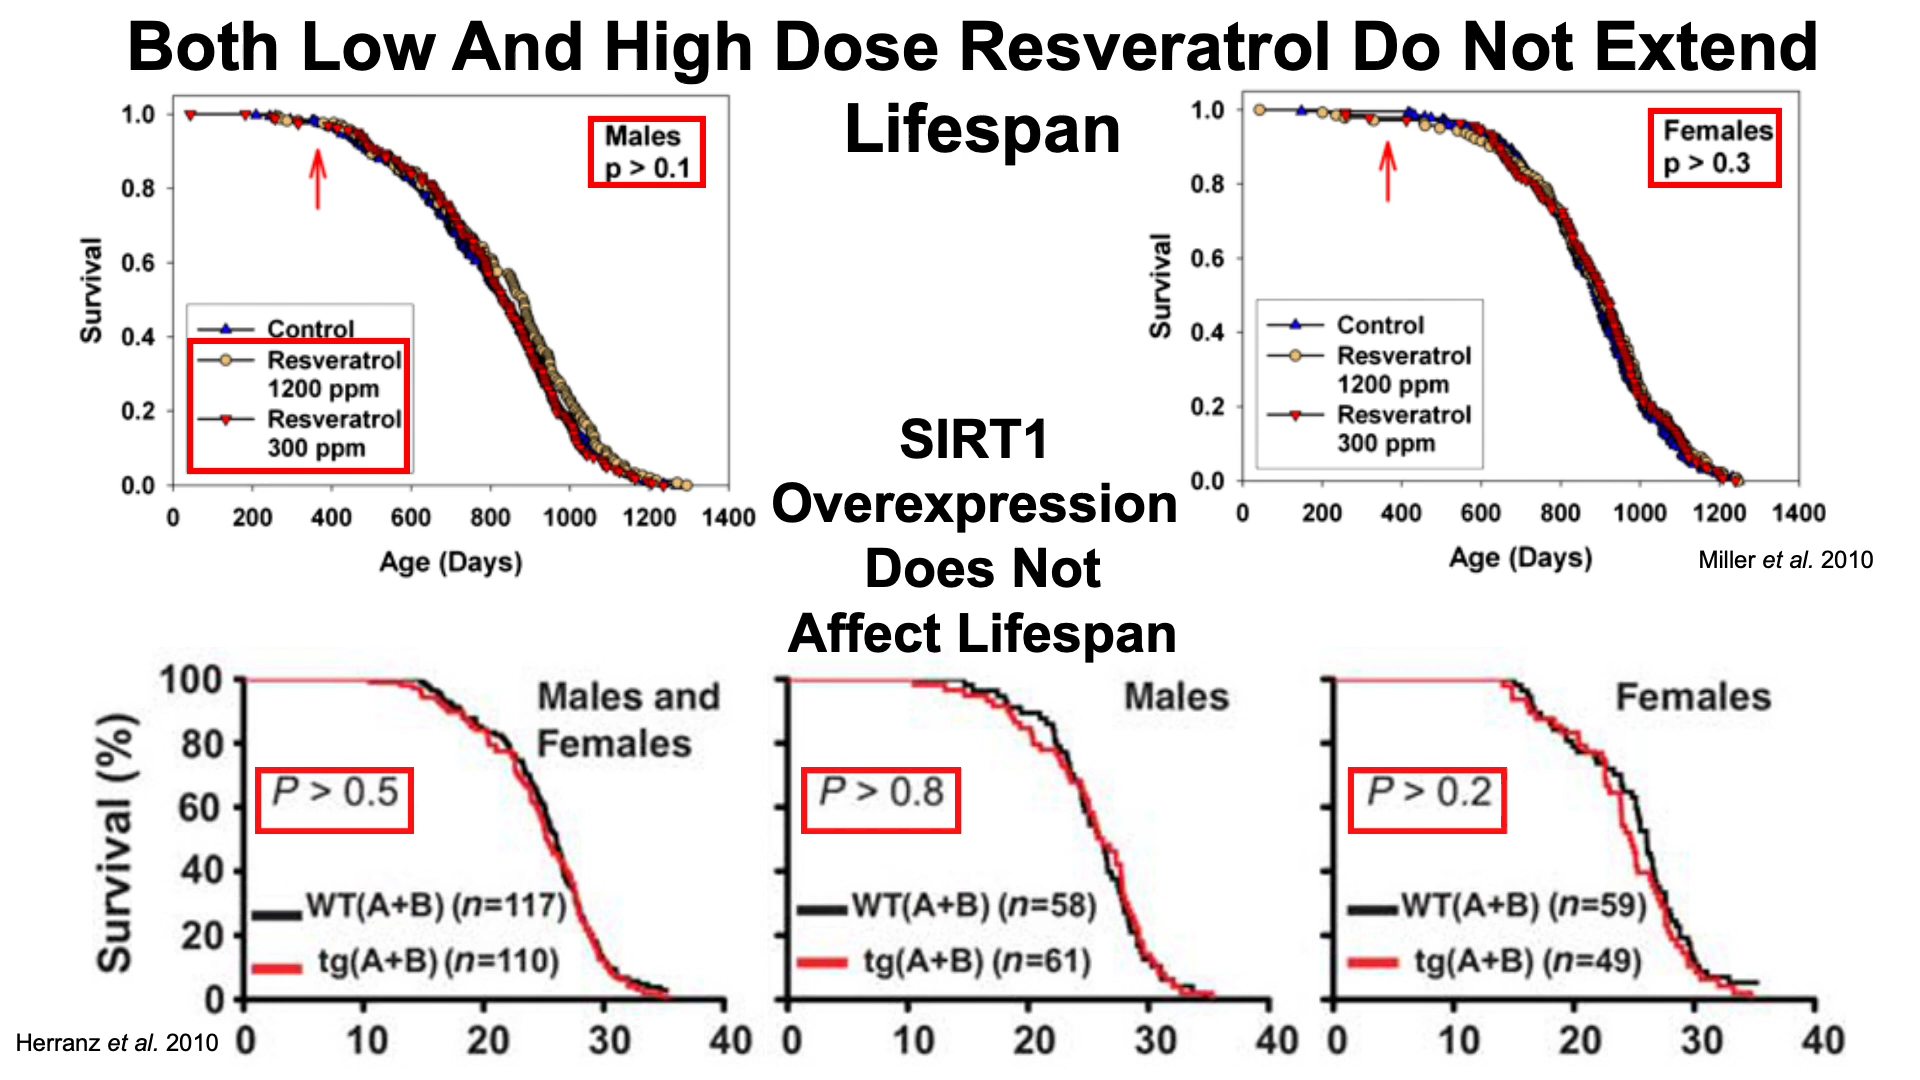 Both Low And High Dose Resveratrol Do Not Extend
Lifespan
1.0
0.8
0.6
0.4
0.2
0.0
Survival
Males
p > 0.1
Control
Resveratrol
1200 ppm
Resveratrol
300 ppm
0 200 400 600 800 1000 1200 1400
Age (Days)
1.0
0.8
0.6
0.4
0.2
0.0
Survival
Females
p > 0.3
Control
Resveratrol
1200 ppm
Resveratrol
300 ppm
0 200 400 600 800 1000 1200 1400
Age (Days)
Miller et al. 2010
SIRT1
Overexpression
Does Not
Affect Lifespan
100
80
60
40
20
0
Survival (%)
Males and
Females
P > 0.5
WT(A+B) (n=117)
tg(A+B) (n=110)
0 10 20 30 40
Males
P > 0.8
WT(A+B) (n=58)
tg(A+B) (n=61)
0 10 20 30 40
Females
P > 0.2
WT(A+B) (n=59)
tg(A+B) (n=49)
0 10 20 30 40
Herranz et al. 2010